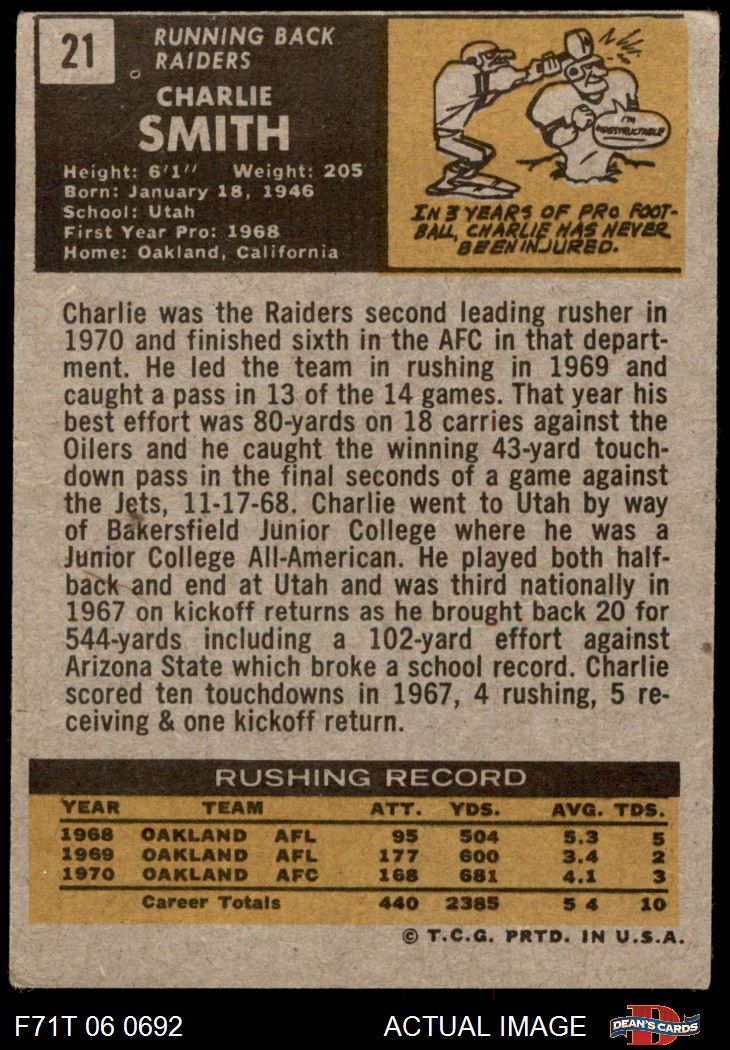 21
RUNNING BACK
RAIDERS
CHARLIE
SMITH
Height: 6'1" Weight: 205
Born: January 18, 1946
School: Utah
First Year Pro: 1968
Home: Oakland, California
I'M
INDESTRUCTABLE
IN 3 YEARS OF PRO FOOT-
BALL, CHARLIE HAS NEVER
BEEN INJURED.
Charlie was the Raiders second leading rusher in
1970 and finished sixth in the AFC in that depart-
ment. He led the team in rushing in 1969 and
caught a pass in 13 of the 14 games. That year his
best effort was 80-yards on 18 carries against the
Oilers and he caught the winning 43-yard touch-
down pass in the final seconds of a game against
the Jets, 11-17-68. Charlie went to Utah by way
of Bakersfield Junior College where he was a
Junior College All-American. He played both half-
back and end at Utah and was third nationally in
1967 on kickoff returns as he brought back 20 for
544-yards including a 102-yard effort against
Arizona State which broke a school record. Charlie
scored ten touchdowns in 1967, 4 rushing, 5 re-
ceiving & one kickoff return.
RUSHING RECORD
YEAR TEAM ATT. YDS. AVG. TDS.
1968 OAKLAND AFL 95 504 5.3 5
1969 OAKLAND AFL 177 600 3.4 2
1970 OAKLAND AFC 168 681 4.1 3
Career Totals 440 2385 5 4 10
© T.C.G. PRTD. IN U.S.A.
F71T 06 0692 ACTUAL IMAGE
D
DEAN'S CARDS